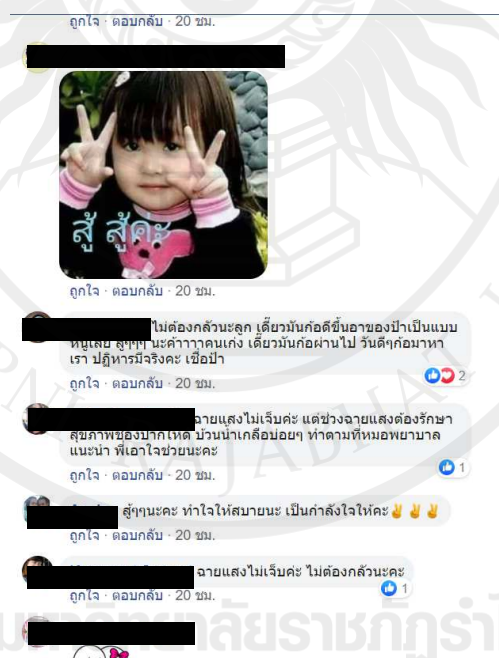 ถูกใจ · ตอบกลับ · 20 ชม.
สู้ สู้ค่ะ
ถูกใจ · ตอบกลับ · 20 ชม.
ไม่ต้องกลัวนะลูก เดี๊ยวมันก้อดีขึ้นอาของป้าเป็นแบบ
หนูเลย สู้ๆๆๆ นะค้าาาาคนเก่ง เดี๊ยวมันก้อผ่านไป วันดีๆก้อมาหา
เรา ปฏิหารมีจริงคะ เชื่อป้า
2
ถูกใจ · ตอบกลับ · 20 ชม.
ฉายแสงไม่เจ็บค่ะ แต่ช่วงฉายแสงต้องรักษา
สุขภาพช่องปากให้ดี บ้วนน้ำเกลือบ่อยๆ ทำตามที่หมอพยาบาล
แนะนำ พี่เอาใจช่วยนะคะ
1
ถูกใจ · ตอบกลับ · 20 ชม.
สู้ๆๆนะคะ ทำใจให้สบายนะ เป็นกำลังใจให้คะ✌️✌️✌️
ถูกใจ · ตอบกลับ · 20 ชม.
ฉายแสงไม่เจ็บค่ะ ไม่ต้องกลัวนะคะ
1
ถูกใจ · ตอบกลับ · 20 ชม.